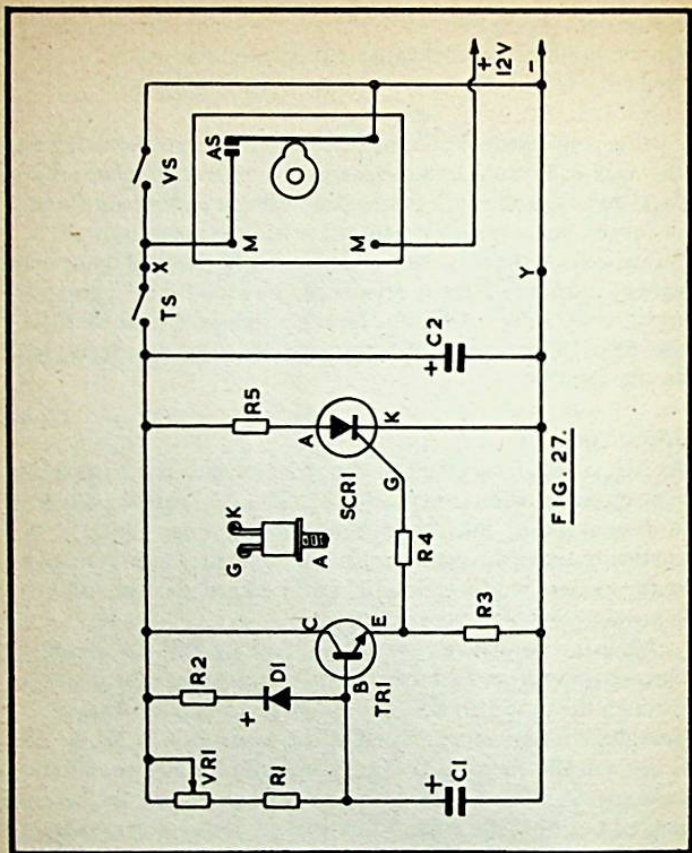 TS
X
VS
VR1
R2
R5
AS
+
D1
R1
G
K
A
C
B
E
TR1
A
K
G
SCR1
M
M
R4
R3
+
C1
+
C2
+
12V
-
Y
FIG. 27.